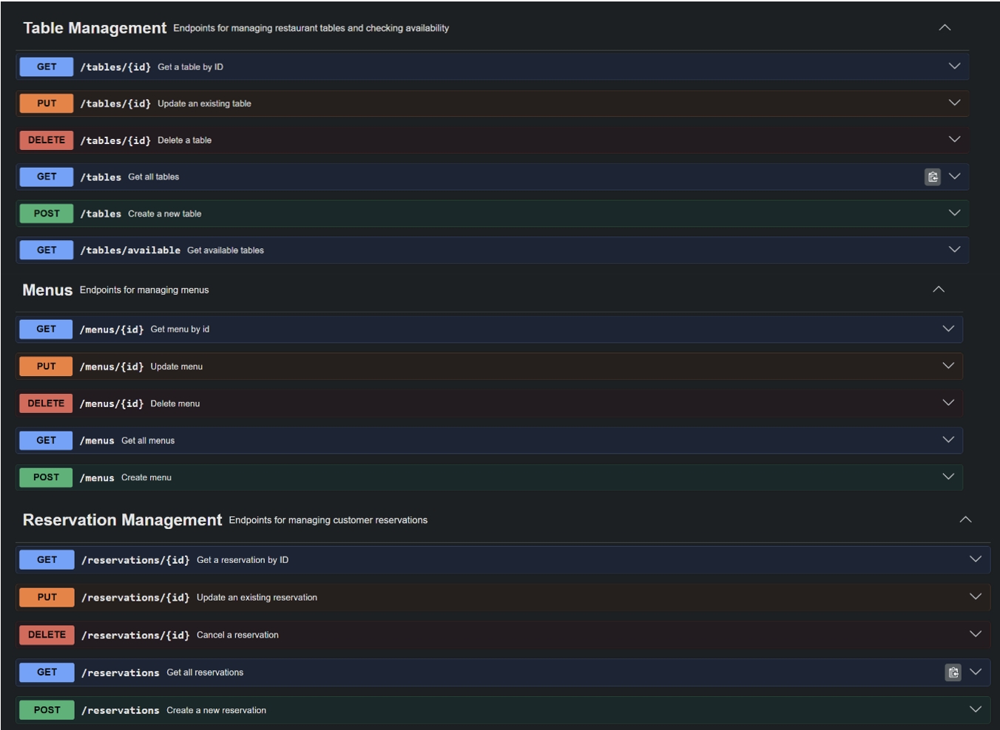 Table Management Endpoints for managing restaurant tables and checking availability
GET /tables/{id} Get a table by ID
PUT /tables/{id} Update an existing table
DELETE /tables/{id} Delete a table
GET /tables Get all tables
POST /tables Create a new table
GET /tables/available Get available tables
Menus Endpoints for managing menus
GET /menus/{id} Get menu by id
PUT /menus/{id} Update menu
DELETE /menus/{id} Delete menu
GET /menus Get all menus
POST /menus Create menu
Reservation Management Endpoints for managing customer reservations
GET /reservations/{id} Get a reservation by ID
PUT /reservations/{id} Update an existing reservation
DELETE /reservations/{id} Cancel a reservation
GET /reservations Get all reservations
POST /reservations Create a new reservation